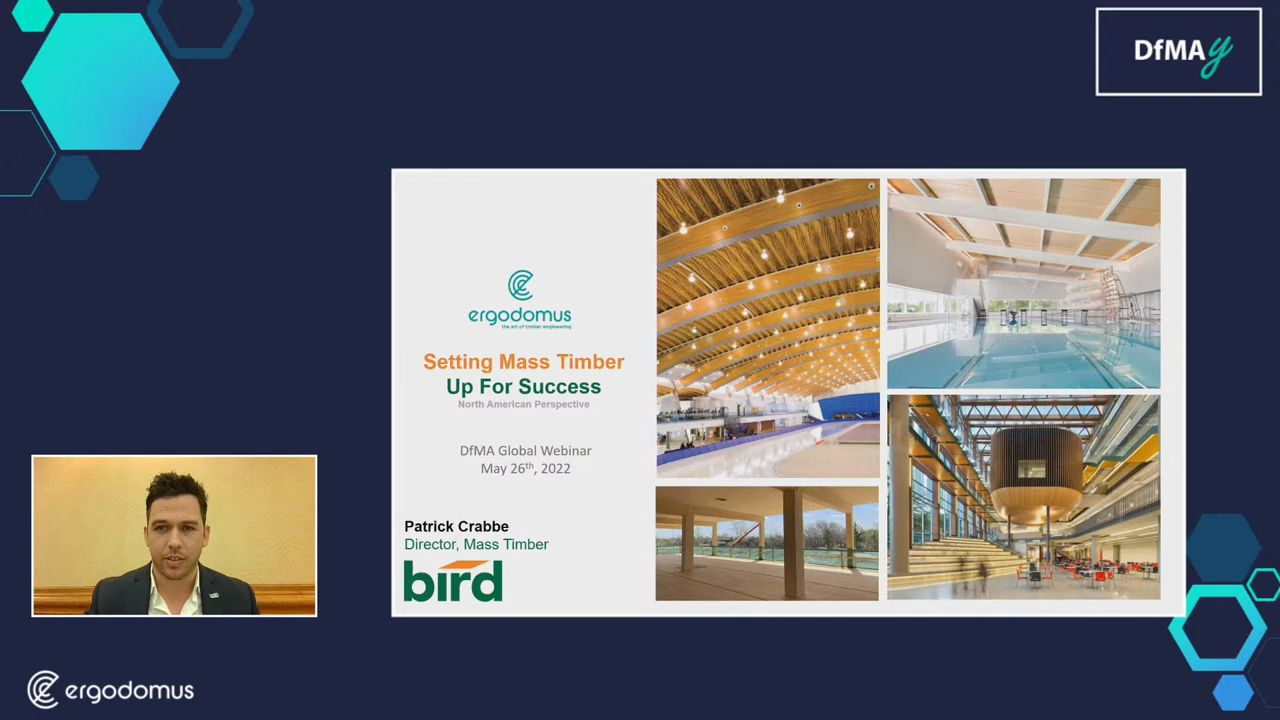 DfMAy
ergodomus
the art of timber engineering
Setting Mass Timber
Up For Success
North American Perspective
DfMA Global Webinar
May 26th, 2022
Patrick Crabbe
Director, Mass Timber
bird
ergodomus